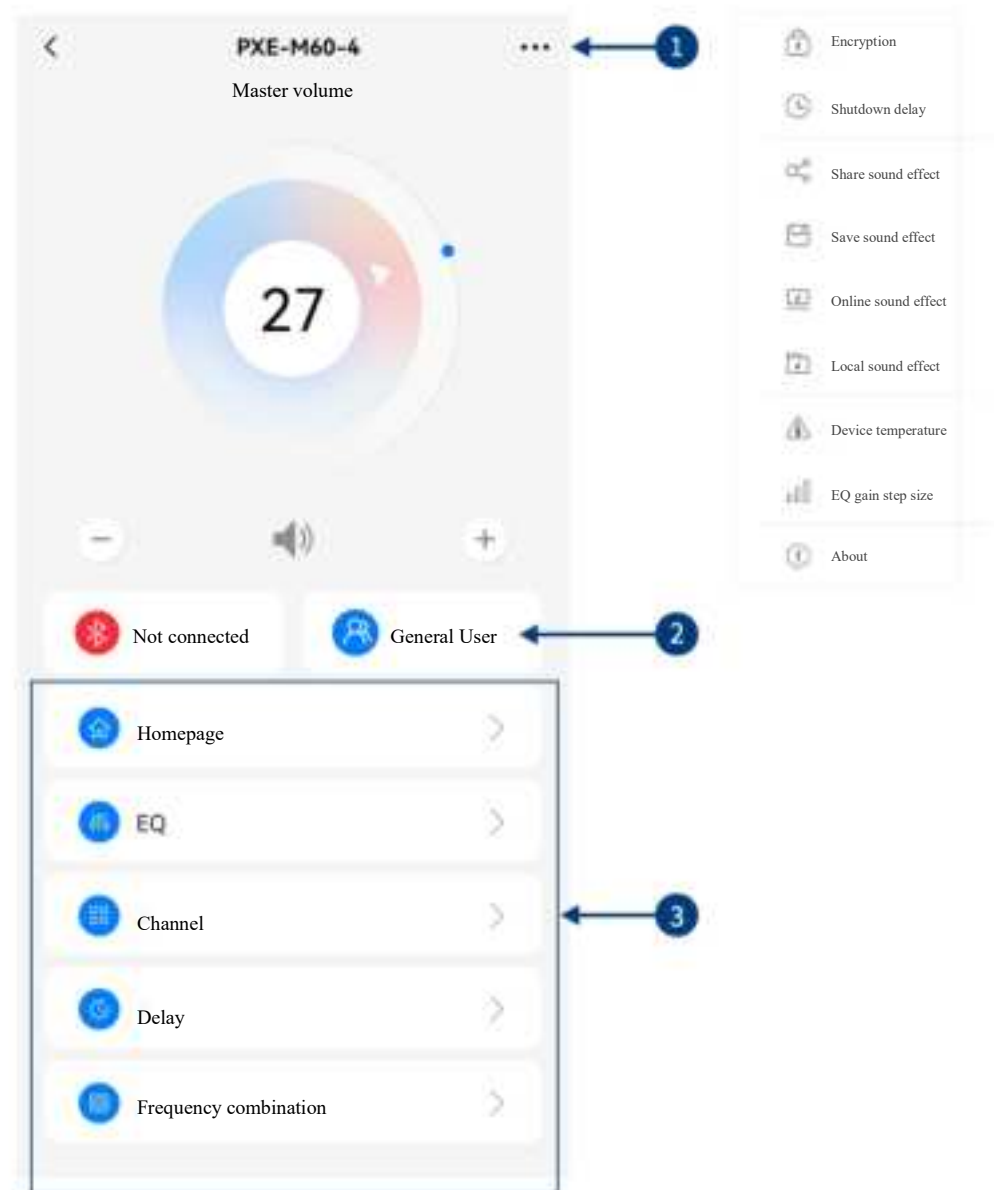 PXE-M60-4
1
Master volume
27
Not connected
General User
2
Homepage
EQ
Channel
3
Delay
Frequency combination
Encryption
Shutdown delay
Share sound effect
Save sound effect
Online sound effect
Local sound effect
Device temperature
EQ gain step size
About